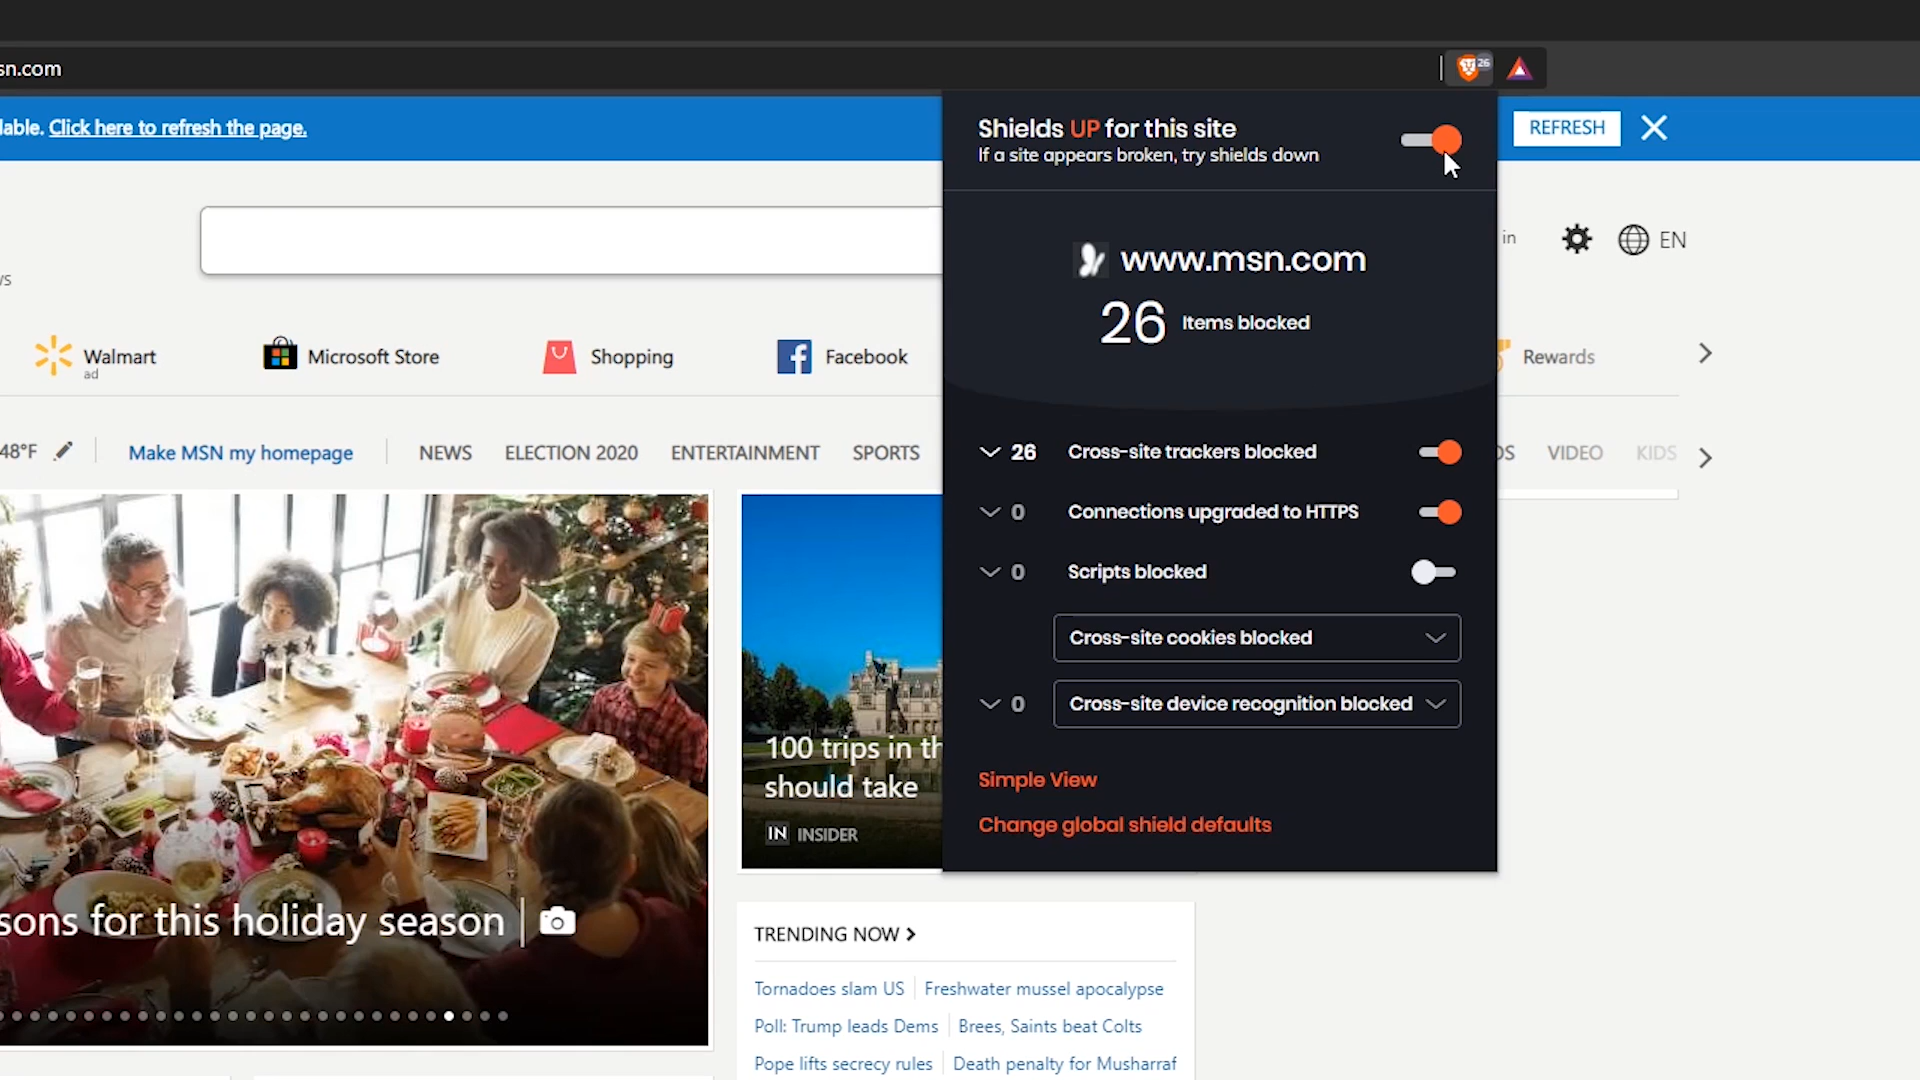 sn.com
26
lable. Click here to refresh the page.
REFRESH
Shields UP for this site
If a site appears broken, try shields down
in
EN
www.msn.com
26 Items blocked
Walmart
ad
Microsoft Store
Shopping
Facebook
Rewards
48°F
Make MSN my homepage
NEWS
ELECTION 2020
ENTERTAINMENT
SPORTS
VIDEO
KIDS
26 Cross-site trackers blocked
0 Connections upgraded to HTTPS
0 Scripts blocked
Cross-site cookies blocked
0 Cross-site device recognition blocked
Simple View
Change global shield defaults
100 trips in th
should take
IN INSIDER
sons for this holiday season
TRENDING NOW
Tornadoes slam US
Freshwater mussel apocalypse
Poll: Trump leads Dems
Brees, Saints beat Colts
Pope lifts secrecy rules
Death penalty for Musharraf